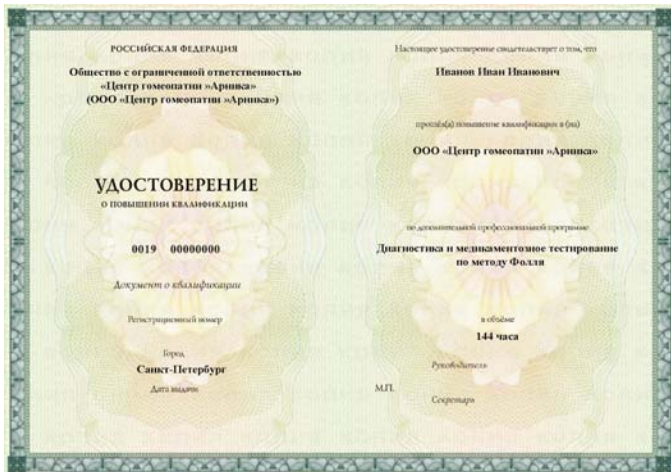 РОССИЙСКАЯ ФЕДЕРАЦИЯ
Общество с ограниченной ответственностью
«Центр гомеопатии »Арника»
(ООО «Центр гомеопатии »Арника»)
УДОСТОВЕРЕНИЕ
О ПОВЫШЕНИИ КВАЛИФИКАЦИИ
0019 00000000
Документ о квалификации
Регистрационный номер
Город
Санкт-Петербург
Дата выдачи
Настоящее удостоверение свидетельствует о том, что
Иванов Иван Иванович
прошёл(а) повышение квалификации в (на)
ООО «Центр гомеопатии »Арника»
по дополнительной профессиональной программе
Диагностика и медикаментозное тестирование
по методу Фолля
в объёме
144 часа
Руководитель
М.П.
Секретарь